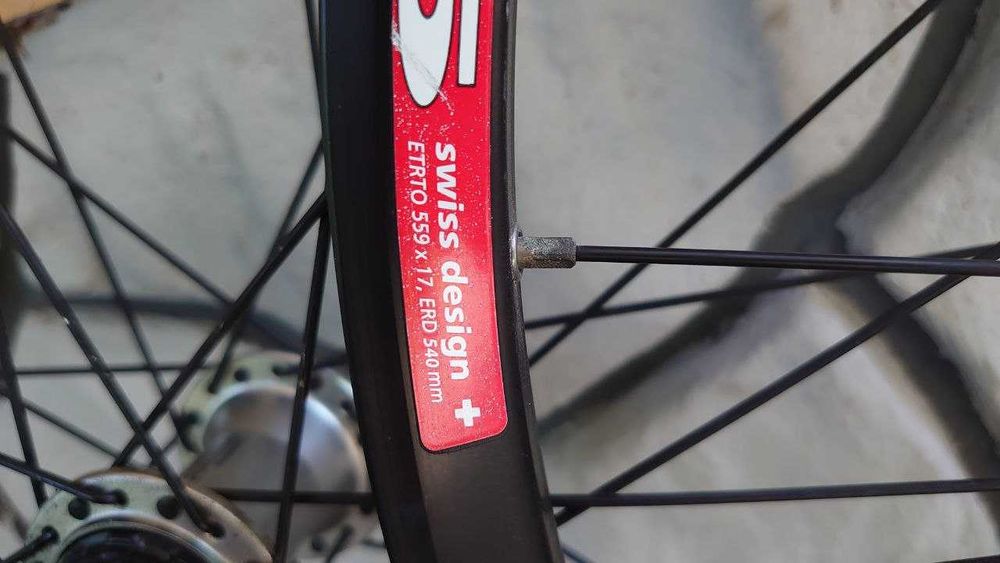 swiss design
ETRTO 559 x 17, ERD 540 mm